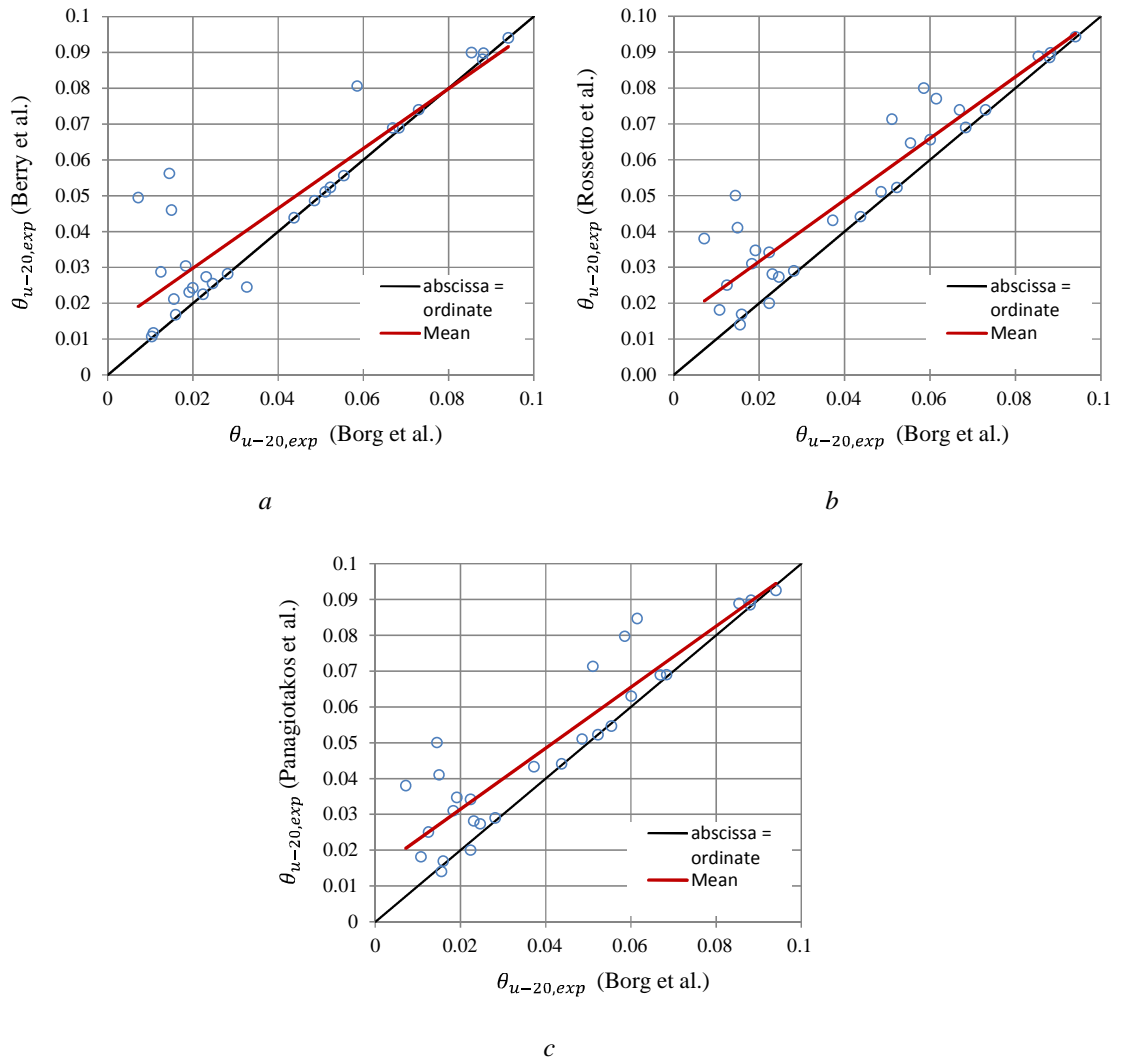 0.1
0.09
0.08
0.07
0.06
0.05
0.04
0.03
0.02
0.01
0
θu−20,exp (Berry et al.)
abscissa =
ordinate
Mean
0 0.02 0.04 0.06 0.08 0.1
θu−20,exp (Borg et al.)
a
0.10
0.09
0.08
0.07
0.06
0.05
0.04
0.03
0.02
0.01
0.00
θu−20,exp (Rossetto et al.)
abscissa =
ordinate
Mean
0 0.02 0.04 0.06 0.08 0.1
θu−20,exp (Borg et al.)
b
0.1
0.09
0.08
0.07
0.06
0.05
0.04
0.03
0.02
0.01
0
θu−20,exp (Panagiotakos et al.)
abscissa =
ordinate
Mean
0 0.02 0.04 0.06 0.08 0.1
θu−20,exp (Borg et al.)
c